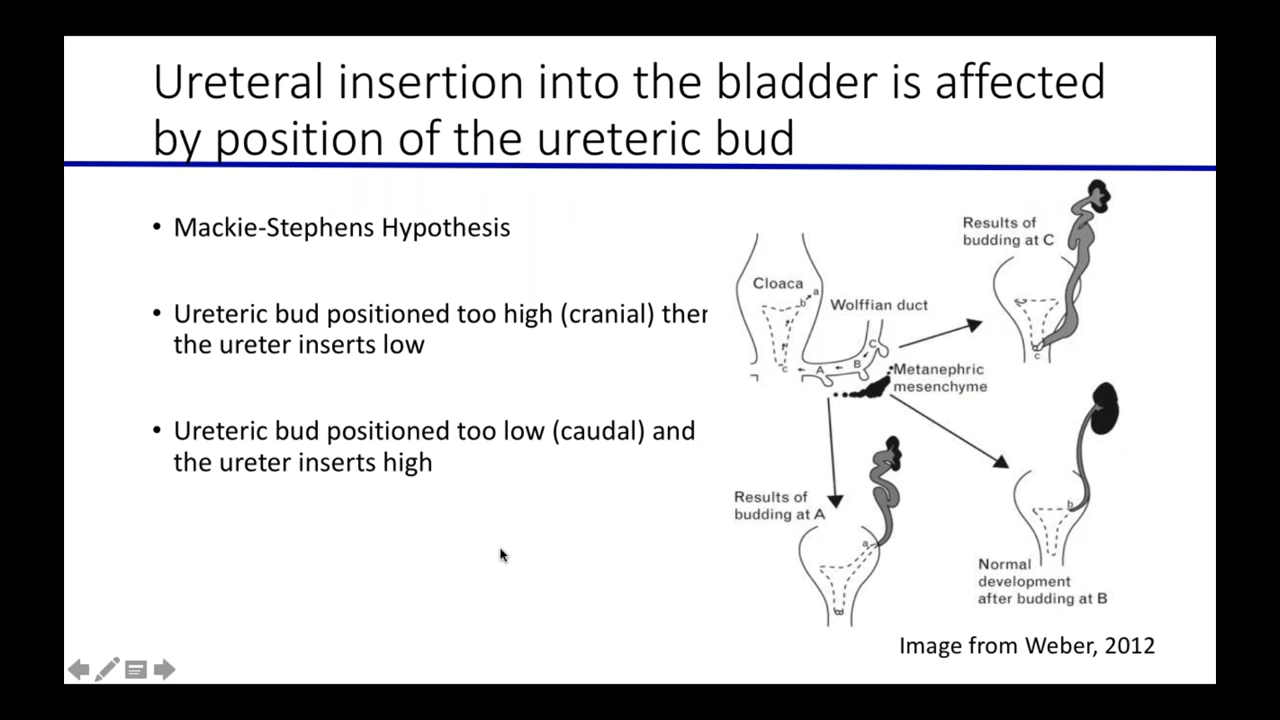 Ureteral insertion into the bladder is affected
by position of the ureteric bud
• Mackie-Stephens Hypothesis
• Ureteric bud positioned too high (cranial) ther
the ureter inserts low
• Ureteric bud positioned too low (caudal) and
the ureter inserts high
Results of
budding at C
Cloaca
a
b
Wolffian duct
C
B
A
c
c
Metanephric
mesenchyme
Results of
budding at A
a
b
Normal
development
after budding at B
Image from Weber, 2012